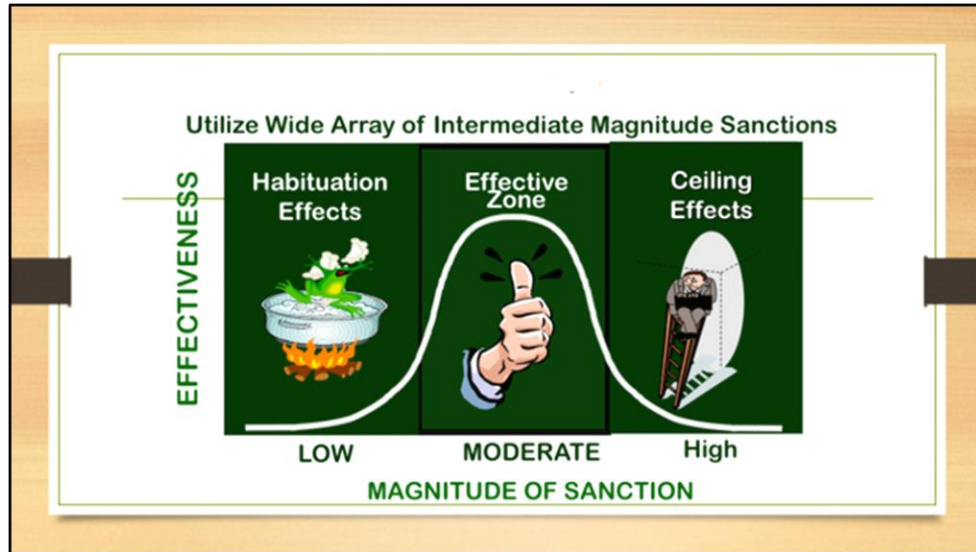 Utilize Wide Array of Intermediate Magnitude Sanctions
EFFECTIVENESS
Habituation
Effects
Effective
Zone
Ceiling
Effects
LOW
MODERATE
High
MAGNITUDE OF SANCTION